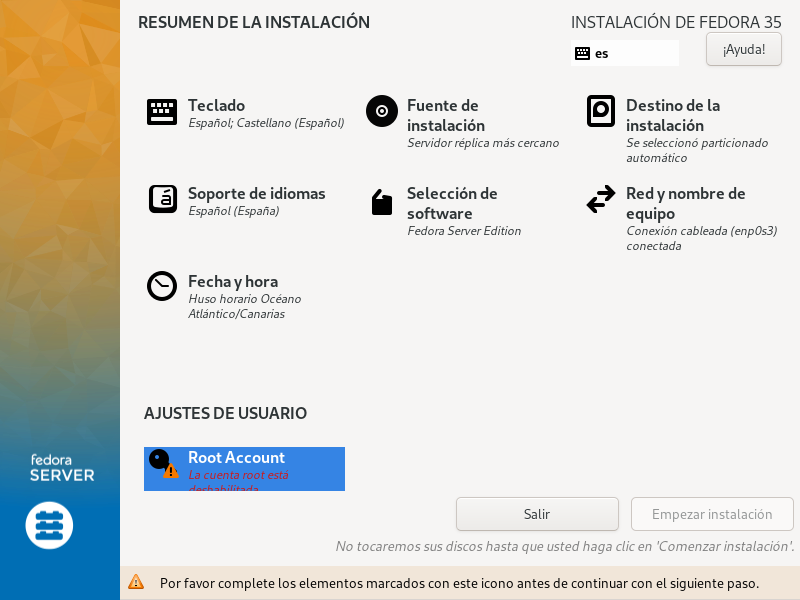 RESUMEN DE LA INSTALACIÓN
INSTALACIÓN DE FEDORA 35
es
¡Ayuda!
Teclado
Español; Castellano (Español)
Fuente de
instalación
Servidor réplica más cercano
Destino de la
instalación
Se seleccionó particionado
automático
Soporte de idiomas
Español (España)
Selección de
software
Fedora Server Edition
Red y nombre de
equipo
Conexión cableada (enp0s3)
conectada
Fecha y hora
Huso horario Océano
Atlántico/Canarias
AJUSTES DE USUARIO
Root Account
La cuenta root está
deshabilitada
fedora
SERVER
Salir
Empezar instalación
No tocaremos sus discos hasta que usted haga clic en 'Comenzar instalación'.
Por favor complete los elementos marcados con este icono antes de continuar con el siguiente paso.